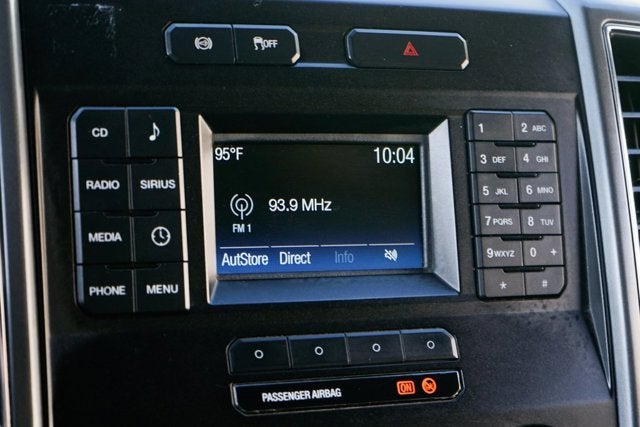 OFF
CD
RADIO SIRIUS
MEDIA
PHONE MENU
95°F 10:04
93.9 MHz
FM 1
AutStore Direct Info
1 2 ABC
3 DEF 4 GHI
5 JKL 6 MNO
7 PQRS 8 TUV
9 WXYZ 0 +
* #
PASSENGER AIRBAG ON